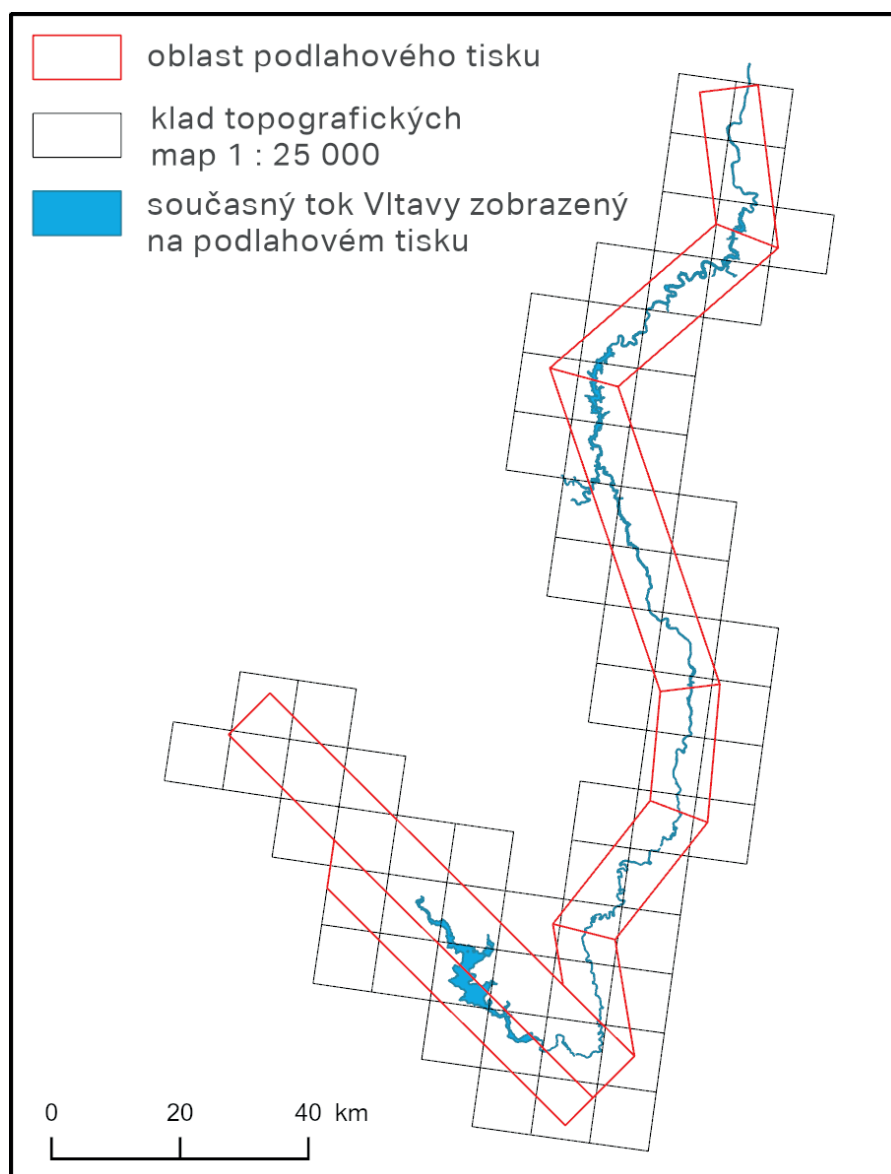 oblast podlahového tisku
klad topografických
map 1 : 25 000
současný tok Vltavy zobrazený
na podlahovém tisku
0 20 40 km